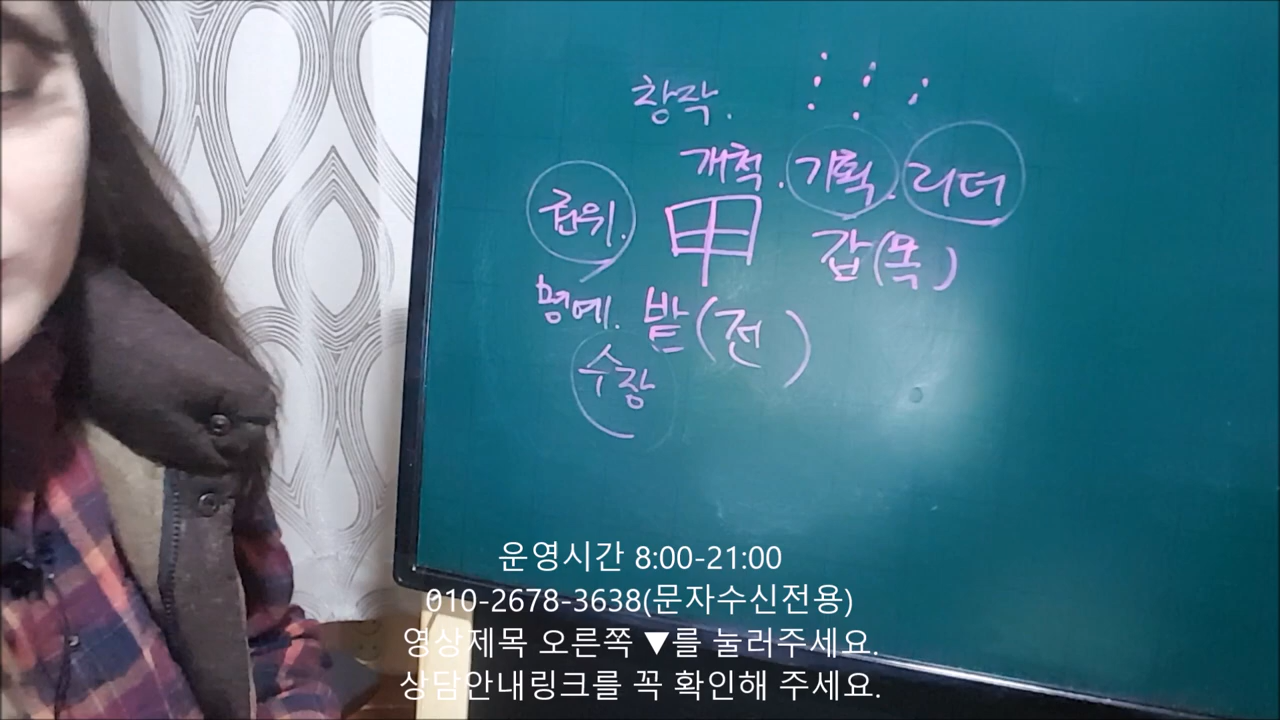 창작.
개척. 기획. 리더
급위. 甲 갑(목)
명예. 밭(전)
수장
운영시간 8:00-21:00
010-2678-3638(문자수신전용)
영상제목 오른쪽 ▼를 눌러주세요.
상담안내링크를 꼭 확인해 주세요.